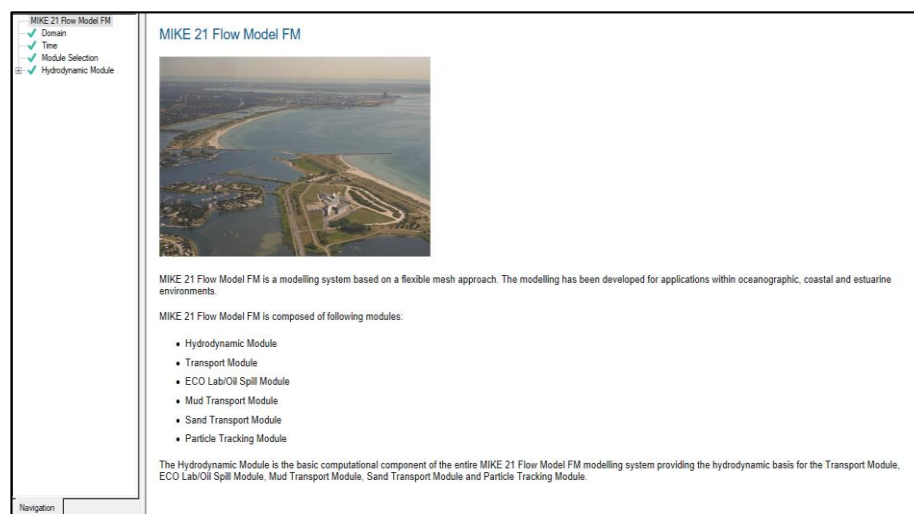 MIKE 21 Flow Model FM
Domain
Time
Module Selection
Hydrodynamic Module
Navigation
MIKE 21 Flow Model FM
MIKE 21 Flow Model FM is a modelling system based on a flexible mesh approach. The modelling has been developed for applications within oceanographic, coastal and estuarine
environments.
MIKE 21 Flow Model FM is composed of following modules:
• Hydrodynamic Module
• Transport Module
• ECO Lab/Oil Spill Module
• Mud Transport Module
• Sand Transport Module
• Particle Tracking Module
The Hydrodynamic Module is the basic computational component of the entire MIKE 21 Flow Model FM modelling system providing the hydrodynamic basis for the Transport Module,
ECO Lab/Oil Spill Module, Mud Transport Module, Sand Transport Module and Particle Tracking Module.